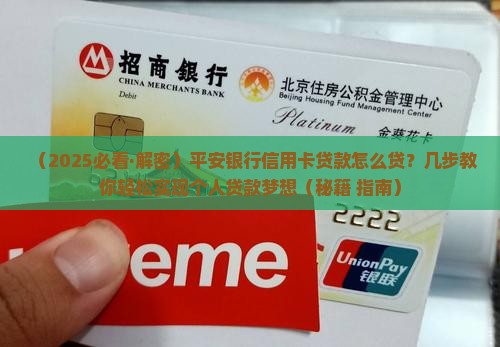 招商银行
CHINA MERCHANTS BANK
Debit
北京住房公积金管理中心
Beijing Housing Fund Management Center
Platinum
金葵花卡
（2025必看·解密）平安银行信用卡贷款怎么贷？几步教
你轻松实现个人贷款梦想（秘籍 指南）
2222
eme
UnionPay
银联